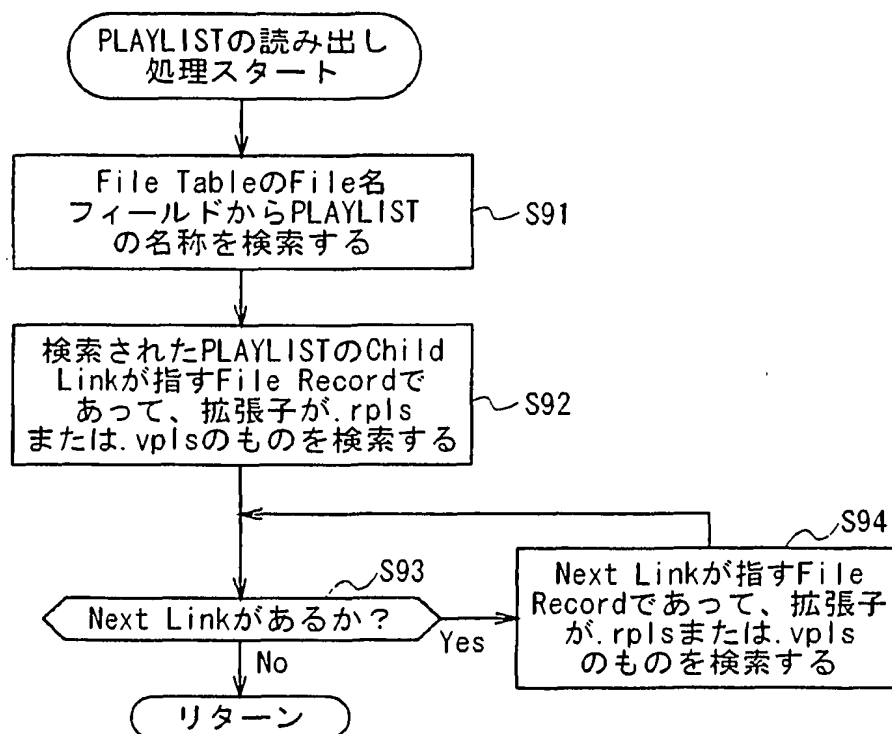 PLAYLISTの読み出し
処理スタート
File TableのFile名
フィールドからPLAYLIST
の名称を検索する
S91
検索されたPLAYLISTのChild
Linkが指すFile Recordで
あって、拡張子が.rpls
または.vplsのものを検索する
S92
S93
Next Linkがあるか？
Yes
No
S94
Next Linkが指すFile
Recordであって、拡張子
が.rplsまたは.vpls
のものを検索する
リターン